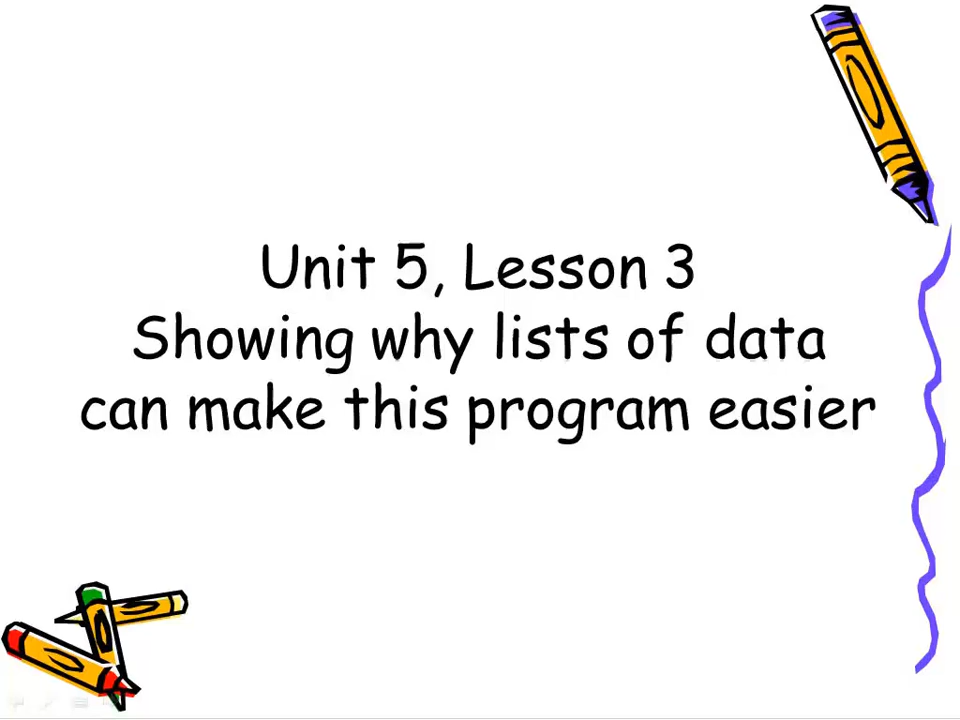 Unit 5, Lesson 3
Showing why lists of data
can make this program easier